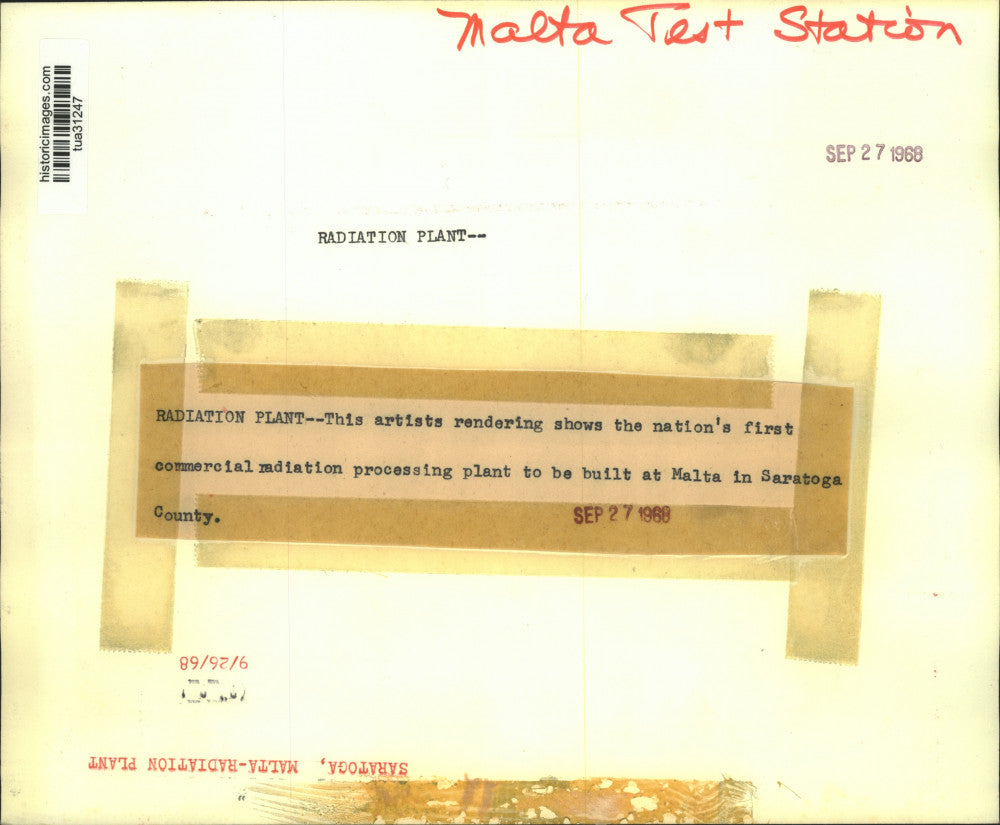 Malta Test Station
historicimages.com
tua31247
SEP 27 1968
RADIATION PLANT--
RADIATION PLANT--This artists rendering shows the nation's first
commercial radiation processing plant to be built at Malta in Saratoga
County.
SEP 27 1968
9/26/68
SARATOGA, MALTA-RADIATION PLANT